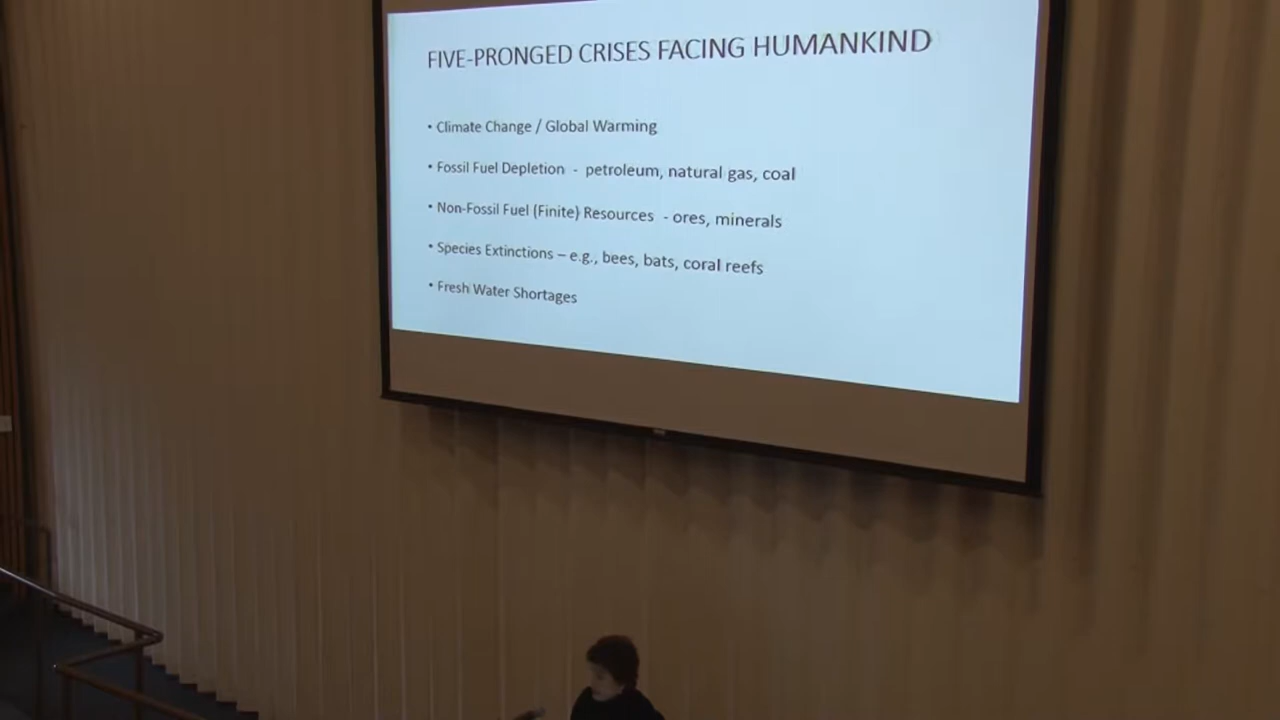 FIVE-PRONGED CRISES FACING HUMANKIND
• Climate Change / Global Warming
• Fossil Fuel Depletion - petroleum, natural gas, coal
• Non-Fossil Fuel (Finite) Resources - ores, minerals
• Species Extinctions – e.g., bees, bats, coral reefs
• Fresh Water Shortages